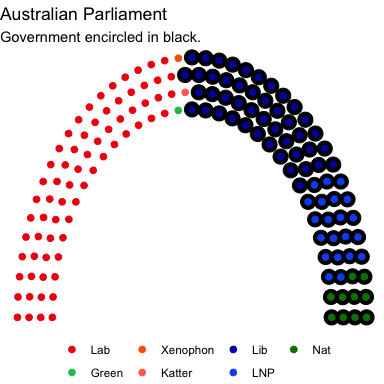 Australian Parliament
Government encircled in black.
Lab Xenophon Lib Nat
Green Katter LNP